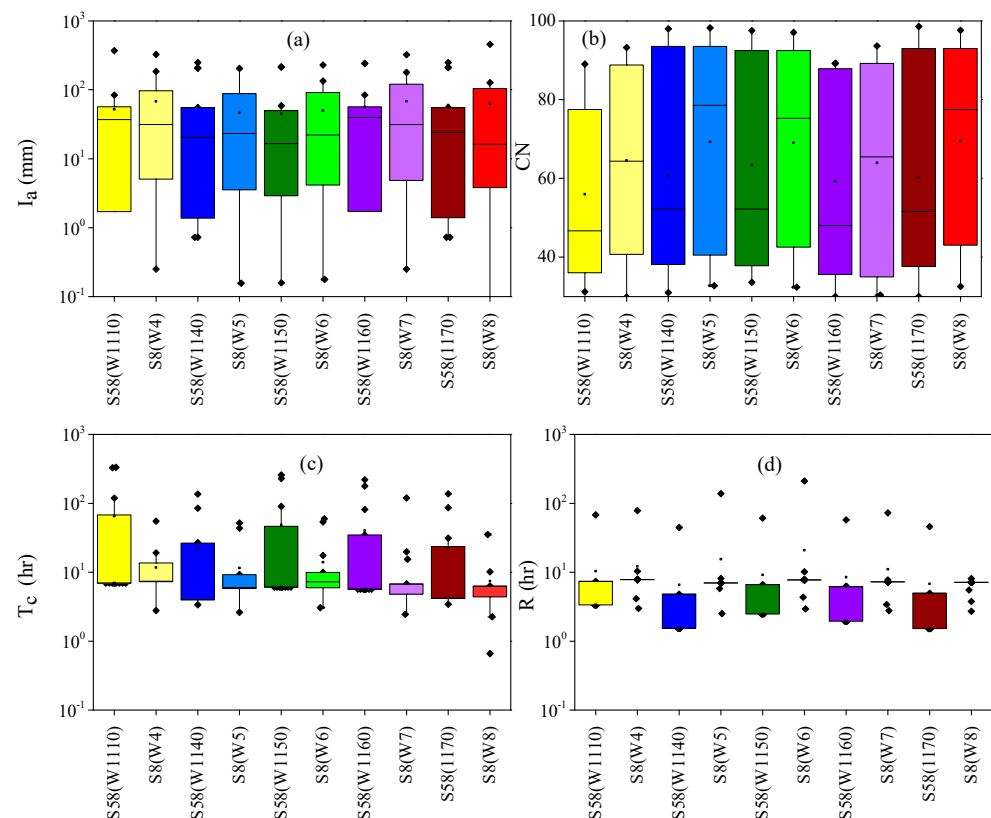 (a)
10³
10²
10¹
10⁰
10⁻¹
Iₐ (mm)
S58(W1110)
S8(W4)
S58(W1140)
S8(W5)
S58(W1150)
S8(W6)
S58(W1160)
S8(W7)
S58(1170)
S8(W8)
(b)
100
80
60
40
CN
S58(W1110)
S8(W4)
S58(W1140)
S8(W5)
S58(W1150)
S8(W6)
S58(W1160)
S8(W7)
S58(1170)
S8(W8)
(c)
10³
10²
10¹
10⁰
10⁻¹
T_c (hr)
S58(W1110)
S8(W4)
S58(W1140)
S8(W5)
S58(W1150)
S8(W6)
S58(W1160)
S8(W7)
S58(1170)
S8(W8)
(d)
10³
10²
10¹
10⁰
10⁻¹
R (hr)
S58(W1110)
S8(W4)
S58(W1140)
S8(W5)
S58(W1150)
S8(W6)
S58(W1160)
S8(W7)
S58(1170)
S8(W8)